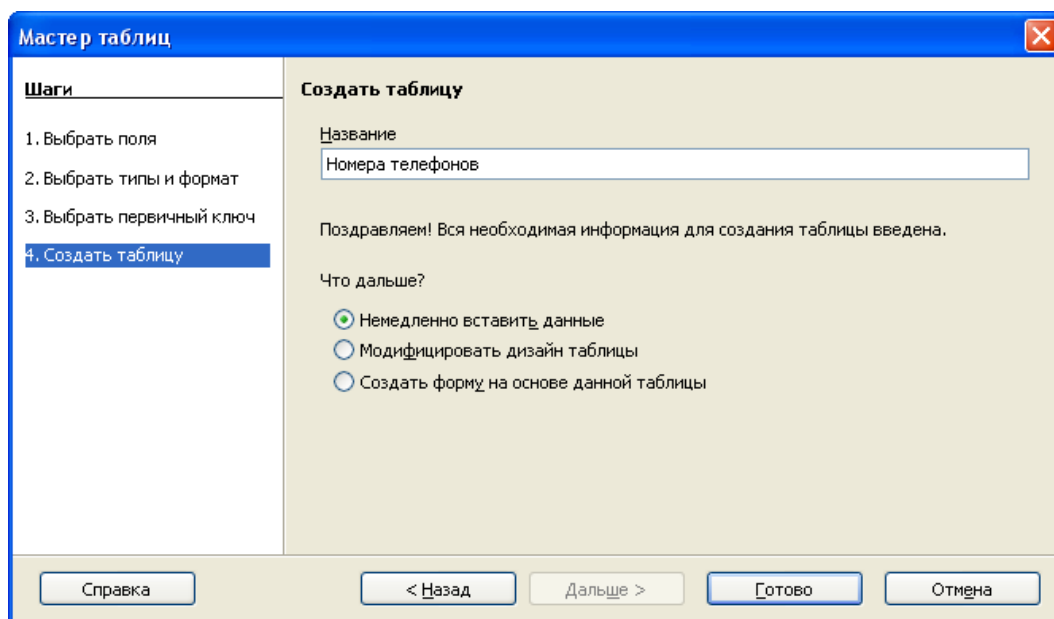 Мастер таблиц
Шаги
1. Выбрать поля
2. Выбрать типы и формат
3. Выбрать первичный ключ
4. Создать таблицу
Создать таблицу
Название
Номера телефонов
Поздравляем! Вся необходимая информация для создания таблицы введена.
Что дальше?
Немедленно вставить данные
Модифицировать дизайн таблицы
Создать форму на основе данной таблицы
Справка
< Назад
Дальше >
Готово
Отмена